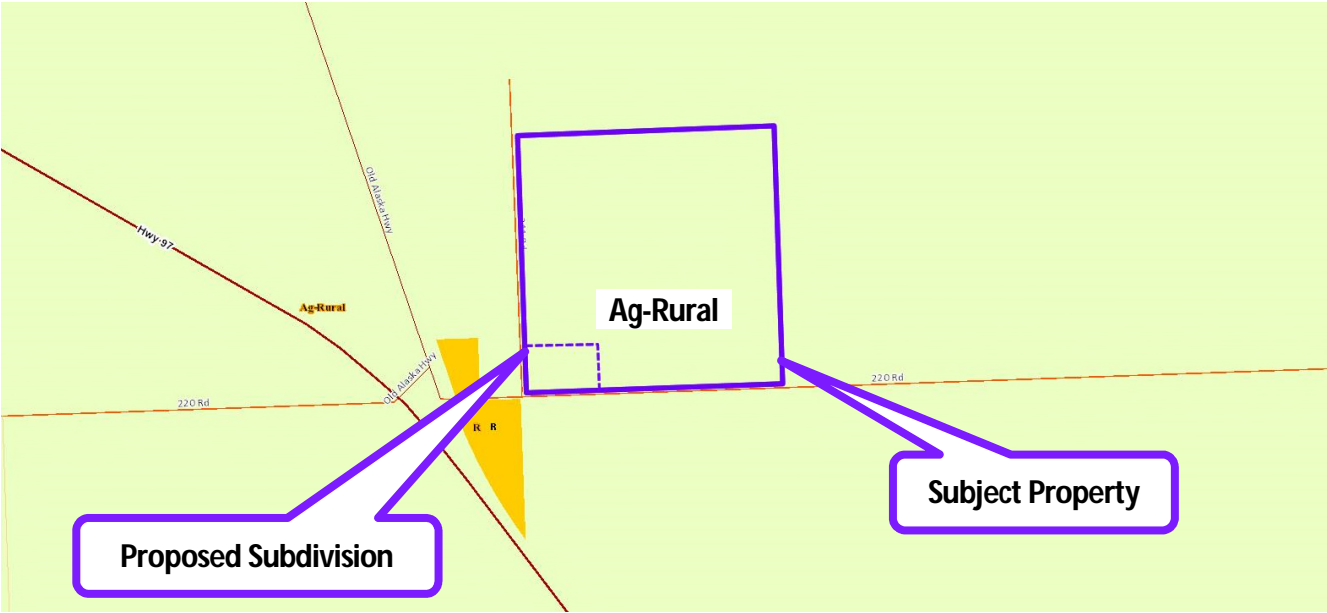 Old Alaska Hwy
Hwy 97
Ag-Rural
Ag-Rural
Old Alaska Hwy
220 Rd
220 Rd
R R
Subject Property
Proposed Subdivision